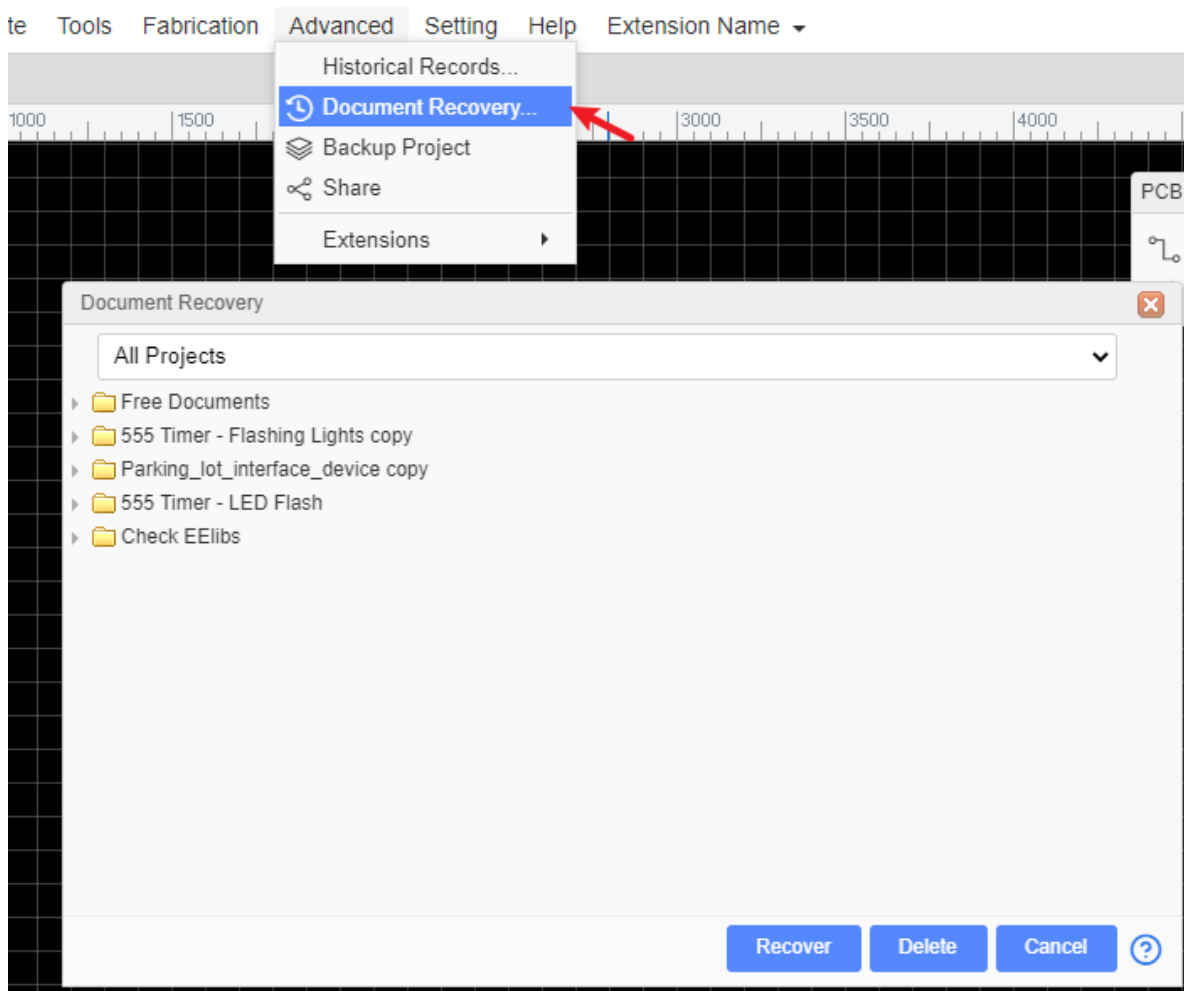 te Tools Fabrication Advanced Setting Help Extension Name
Historical Records...
Document Recovery...
1000 1500 3000 3500 4000
Backup Project
Share
PCB
Extensions
Document Recovery
All Projects
Free Documents
555 Timer - Flashing Lights copy
Parking_lot_interface_device copy
555 Timer - LED Flash
Check EElibs
Recover Delete Cancel ?